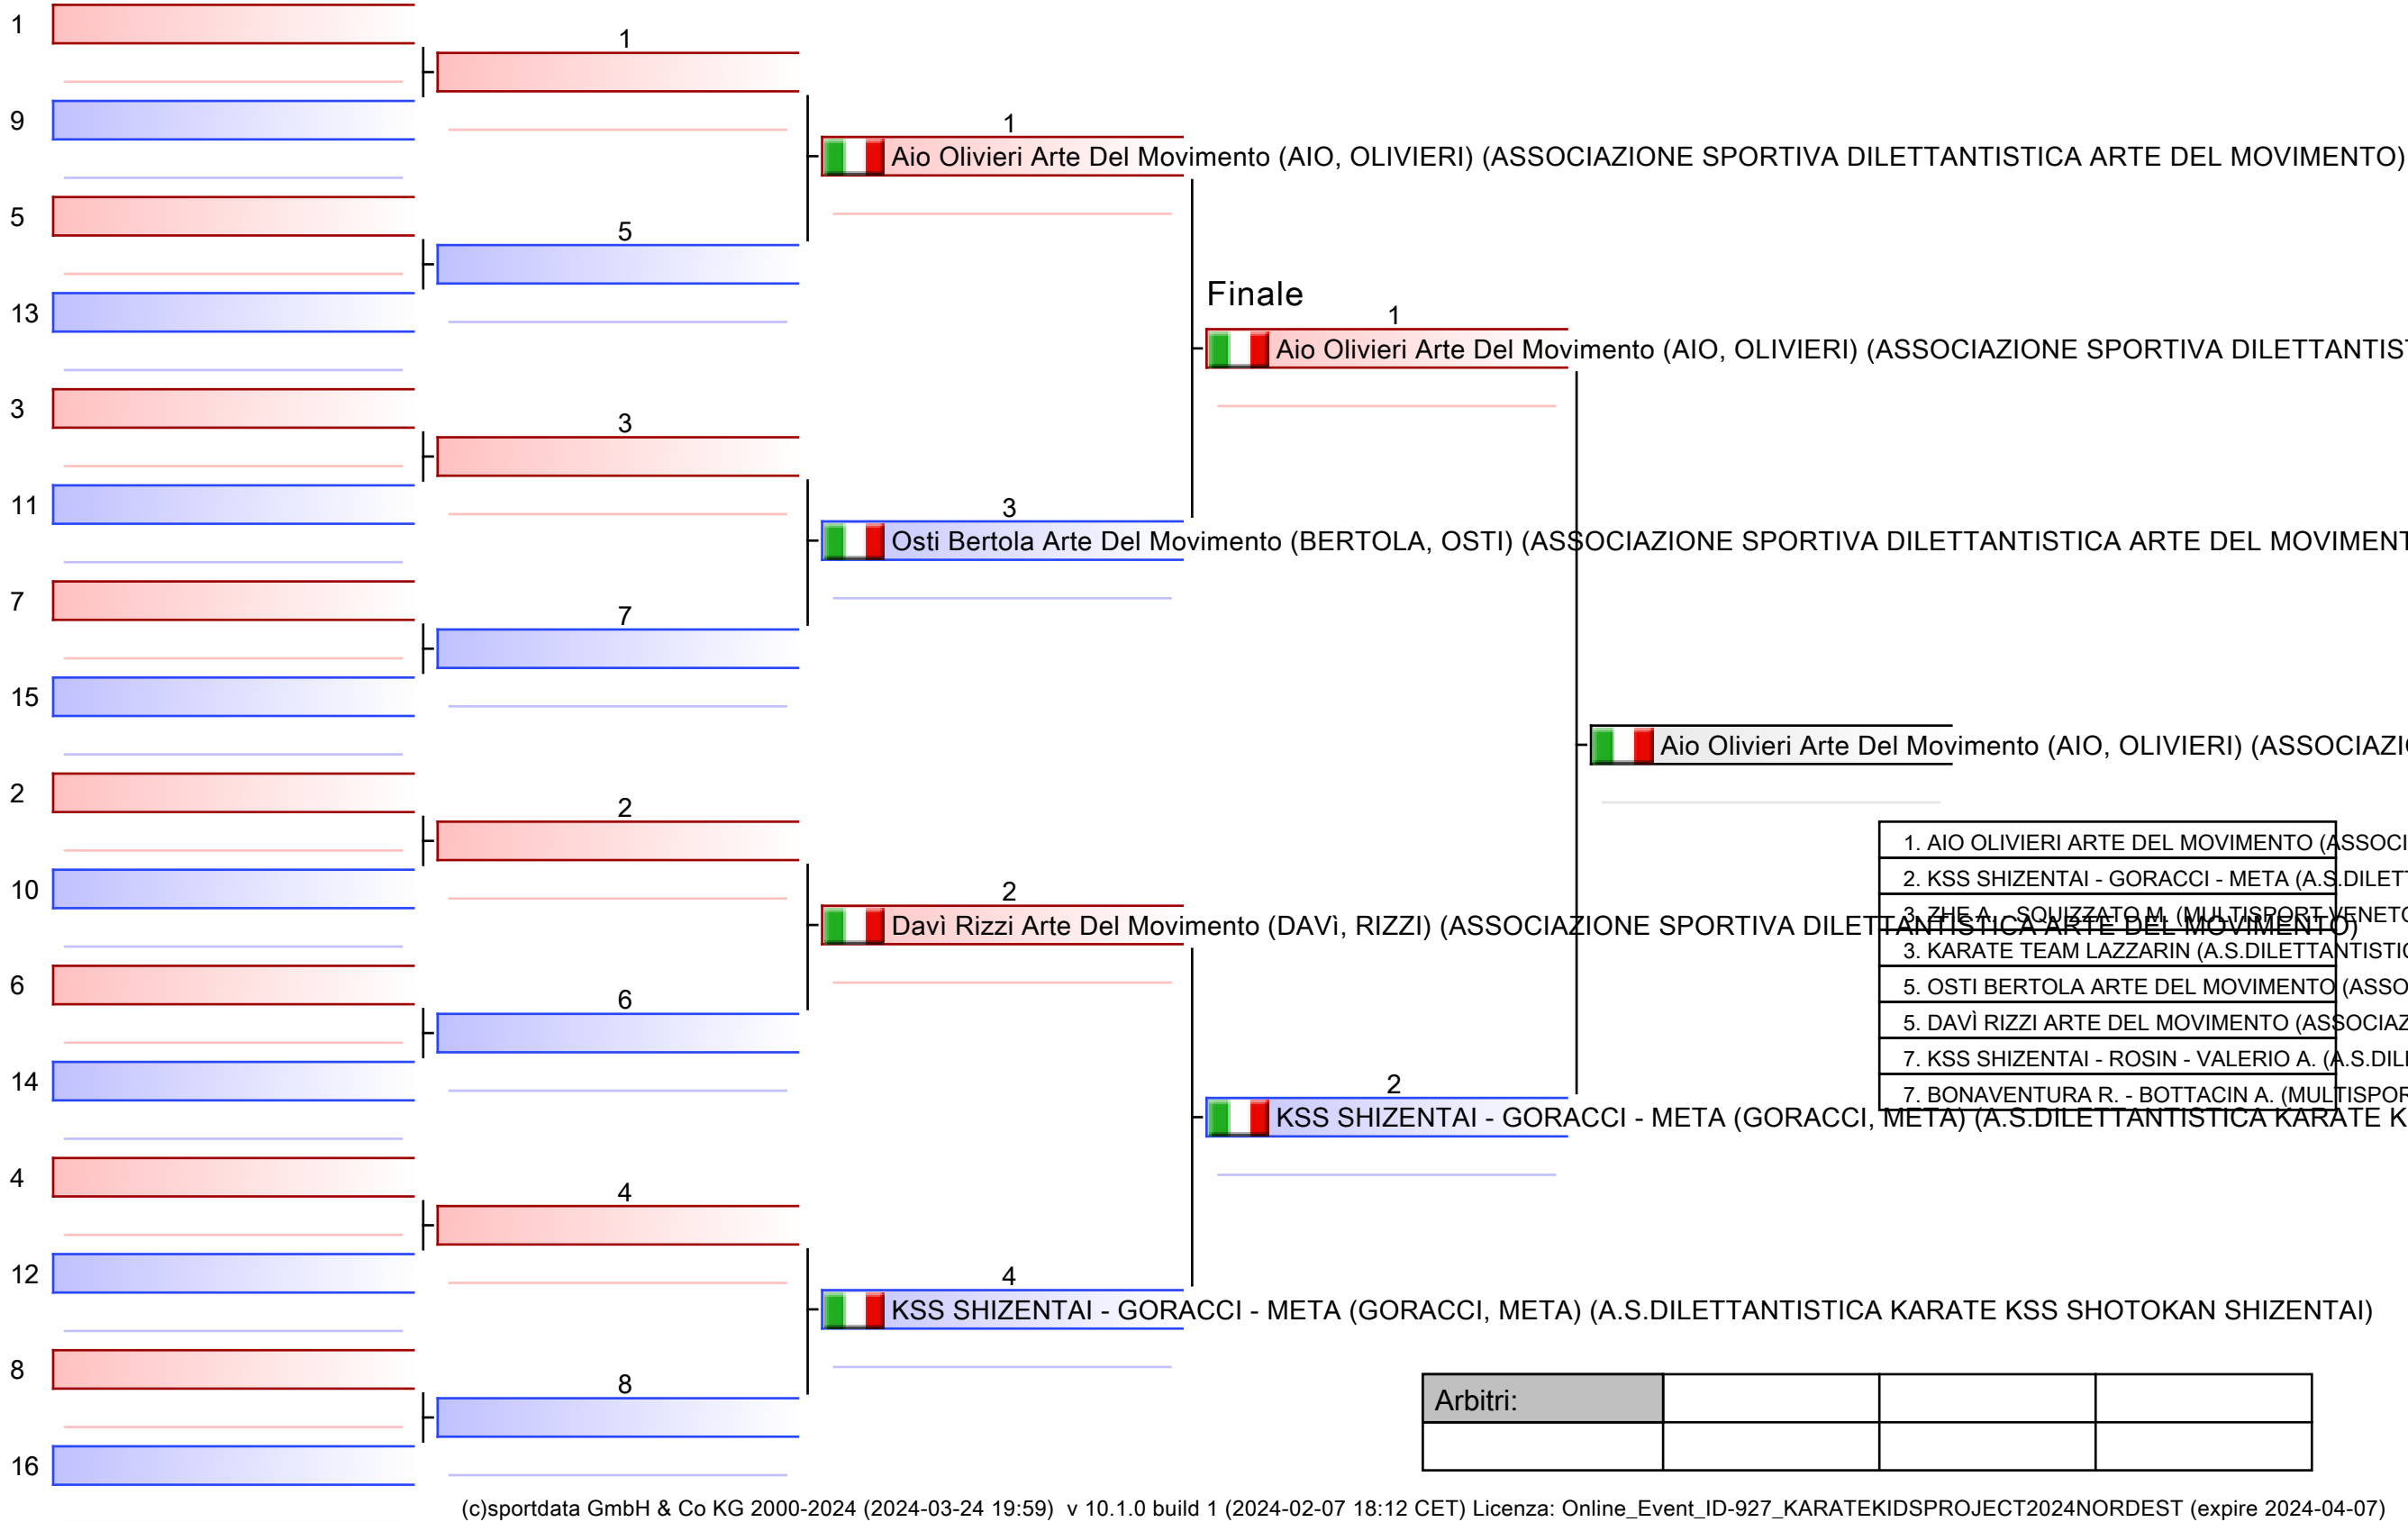 1
1
9
1
Aio Olivieri Arte Del Movimento (AIO, OLIVIERI) (ASSOCIAZIONE SPORTIVA DILETTANTISTICA ARTE DEL MOVIMENTO)
5
5
13
Finale
1
Aio Olivieri Arte Del Movimento (AIO, OLIVIERI) (ASSOCIAZIONE SPORTIVA DILETTANTIS
3
3
11
3
Osti Bertola Arte Del Movimento (BERTOLA, OSTI) (ASSOCIAZIONE SPORTIVA DILETTANTISTICA ARTE DEL MOVIMENT
7
7
15
Aio Olivieri Arte Del Movimento (AIO, OLIVIERI) (ASSOCIAZI
2
2
10
2
Davì Rizzi Arte Del Movimento (DAVì, RIZZI) (ASSOCIAZIONE SPORTIVA DILETTANTISTICA ARTE DEL MOVIMENTO)
1. AIO OLIVIERI ARTE DEL MOVIMENTO (ASSOCI
2. KSS SHIZENTAI - GORACCI - META (A.S.DILETT
3. ZHE A. - SQUIZZATO M. (MULTISPORT VENETO
3. KARATE TEAM LAZZARIN (A.S.DILETTANTISTIC
5. OSTI BERTOLA ARTE DEL MOVIMENTO (ASSO
5. DAVÌ RIZZI ARTE DEL MOVIMENTO (ASSOCIAZ
7. KSS SHIZENTAI - ROSIN - VALERIO A. (A.S.DIL
7. BONAVENTURA R. - BOTTACIN A. (MULTISPOR
6
6
14
2
KSS SHIZENTAI - GORACCI - META (GORACCI, META) (A.S.DILETTANTISTICA KARATE K
4
4
12
4
KSS SHIZENTAI - GORACCI - META (GORACCI, META) (A.S.DILETTANTISTICA KARATE KSS SHOTOKAN SHIZENTAI)
8
8
16
Arbitri:
(c)sportdata GmbH & Co KG 2000-2024 (2024-03-24 19:59) v 10.1.0 build 1 (2024-02-07 18:12 CET) Licenza: Online_Event_ID-927_KARATEKIDSPROJECT2024NORDEST (expire 2024-04-07)